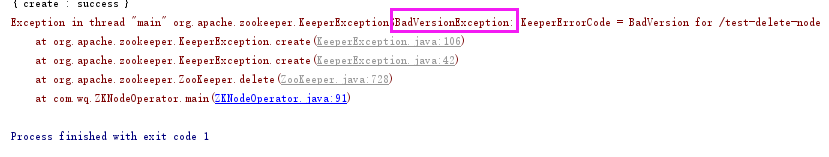 { create : success }
Exception in thread "main" org.apache.zookeeper.KeeperException$BadVersionException: KeeperErrorCode = BadVersion for /test-delete-node
at org.apache.zookeeper.KeeperException.create(KeeperException.java:106)
at org.apache.zookeeper.KeeperException.create(KeeperException.java:42)
at org.apache.zookeeper.ZooKeeper.delete(ZooKeeper.java:728)
at com.wq.ZKNodeOperator.main(ZKNodeOperator.java:91)
Process finished with exit code 1